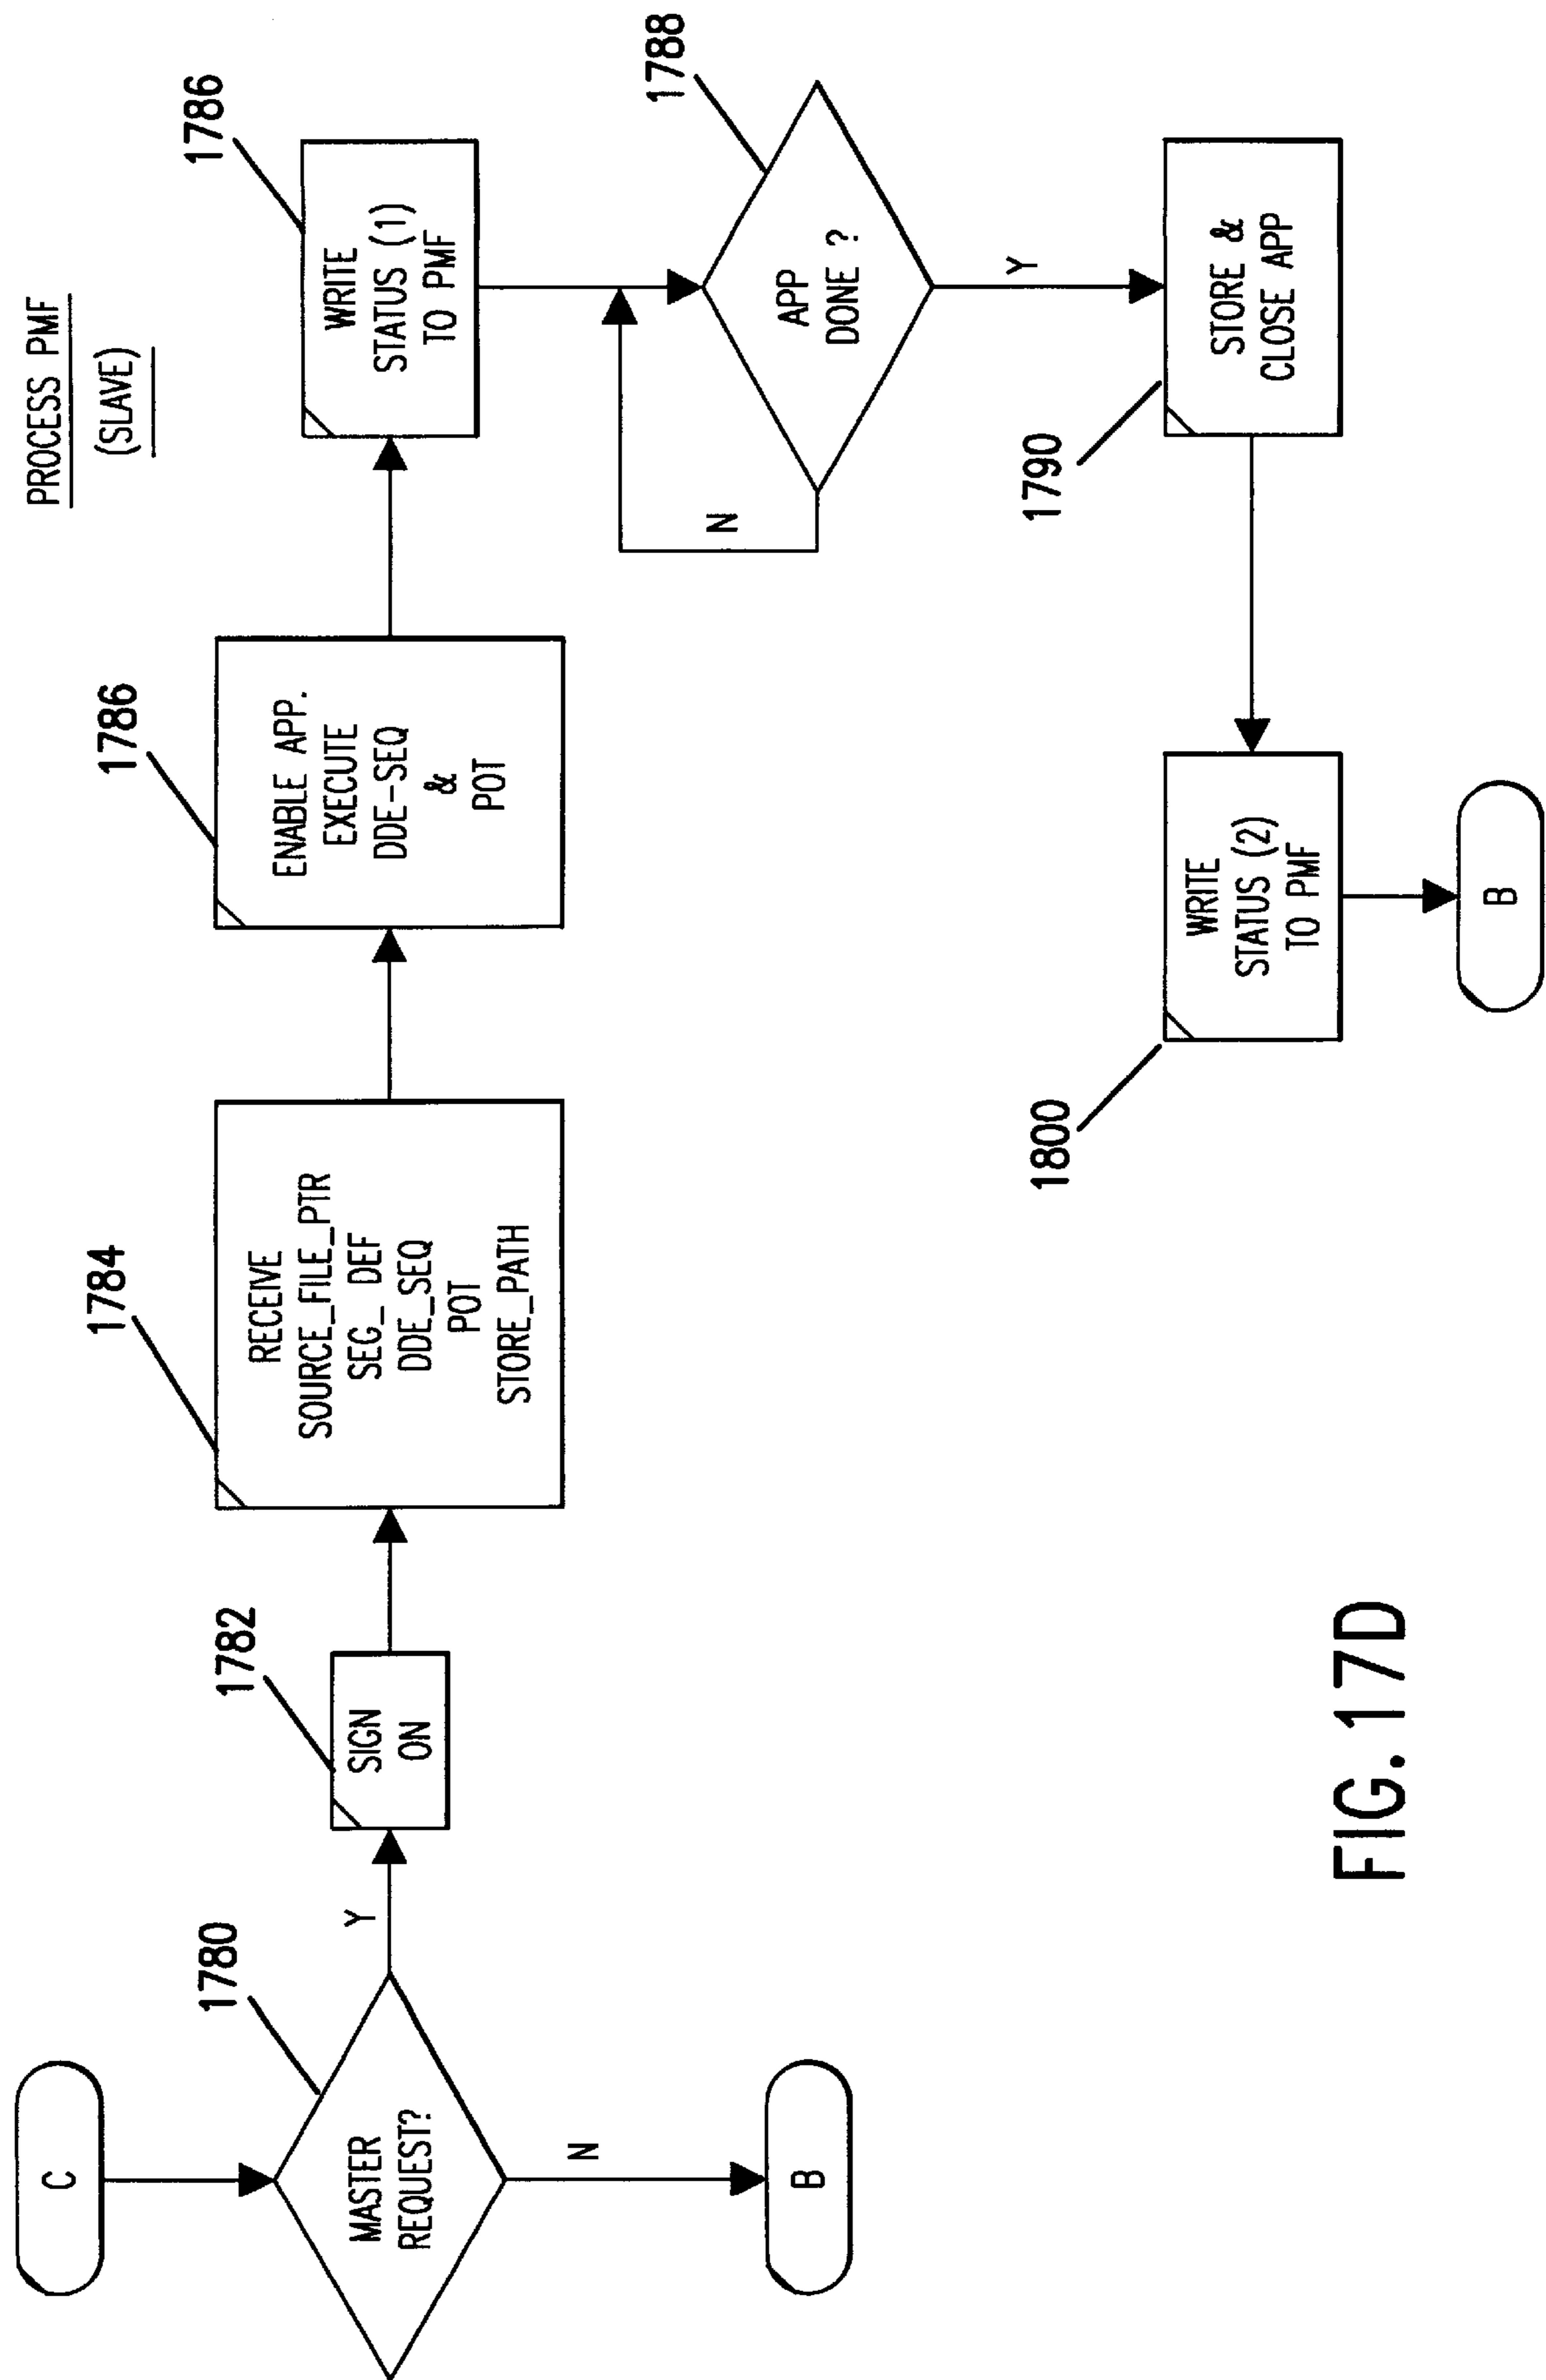 PROCESS PMF
(SLAVE)
C
1780
MASTER
REQUEST?
Y
N
B
1782
SIGN
ON
1784
RECEIVE
SOURCE_FILE_PTR
SEG_ DEF
DDE_SEQ
POT
STORE_PATH
1786
ENABLE APP.
EXECUTE
DDE-SEQ
&
POT
1786
WRITE
STATUS (1)
TO PMF
1788
APP
DONE ?
N
Y
1790
STORE &
CLOSE APP
1800
WRITE
STATUS (2)
TO PMF
B
FIG. 17D